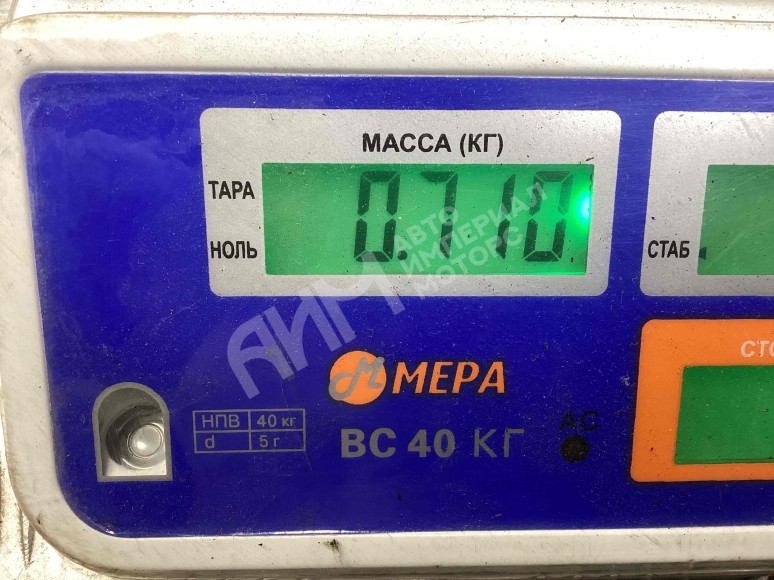 МАССА (КГ)
ТАРА
0.710
НОЛЬ
СТАБ
АИМ
АВТО
ИМПЕРИАЛ
МОТОРС
МЕРА
НПВ 40 кг
d 5 г
ВС 40 КГ
AC